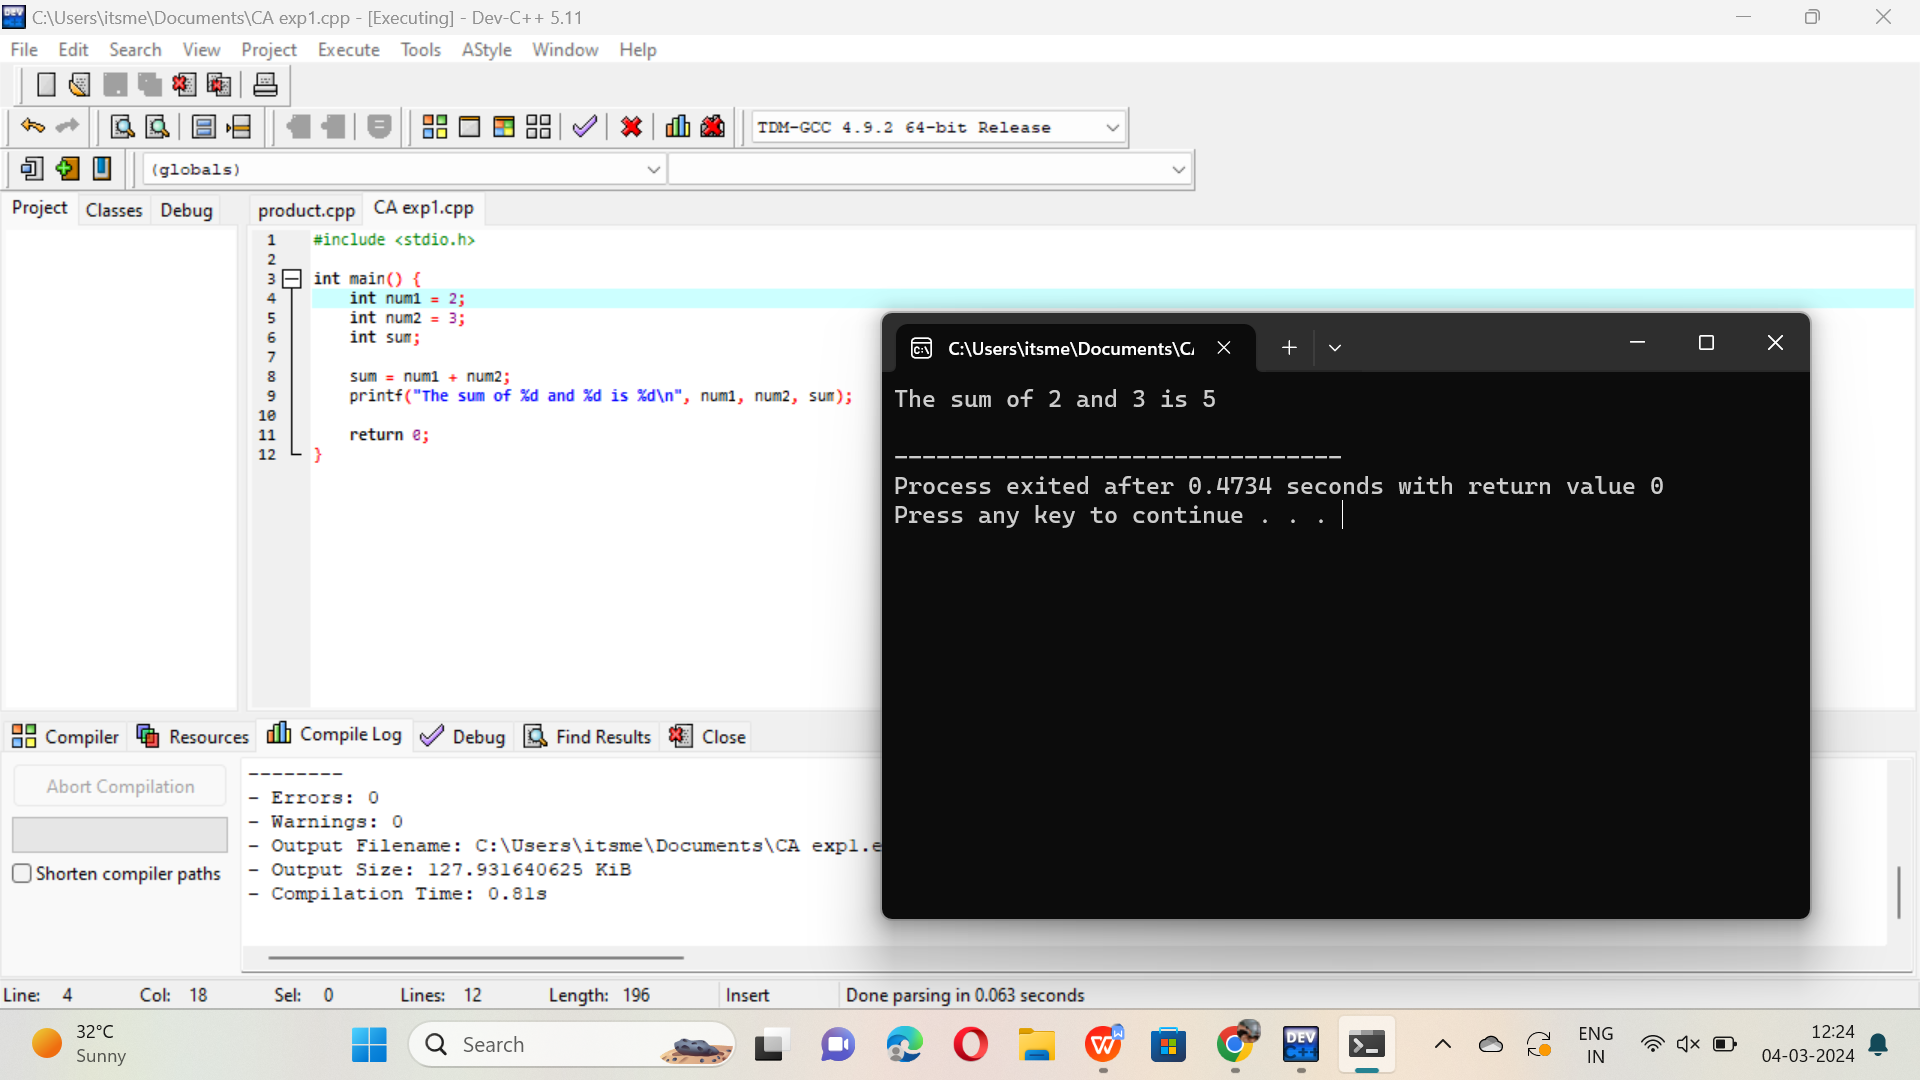 C:\Users\itsme\Documents\CA exp1.cpp - [Executing] - Dev-C++ 5.11
File Edit Search View Project Execute Tools AStyle Window Help
TDM-GCC 4.9.2 64-bit Release
(globals)
Project Classes Debug
product.cpp CA exp1.cpp
1 #include <stdio.h>
2
3 int main() {
4 int num1 = 2;
5 int num2 = 3;
6 int sum;
7
8 sum = num1 + num2;
9 printf("The sum of %d and %d is %d\n", num1, num2, sum);
10
11 return 0;
12 }
C:\Users\itsme\Documents\CA
The sum of 2 and 3 is 5
--------------------------------
Process exited after 0.4734 seconds with return value 0
Press any key to continue . . .
Compiler Resources Compile Log Debug Find Results Close
Abort Compilation
Shorten compiler paths
--------
- Errors: 0
- Warnings: 0
- Output Filename: C:\Users\itsme\Documents\CA exp1.e
- Output Size: 127.931640625 KiB
- Compilation Time: 0.81s
Line: 4 Col: 18 Sel: 0 Lines: 12 Length: 196 Insert Done parsing in 0.063 seconds
32°C
Sunny
Search
DEV
C++
ENG
IN
12:24
04-03-2024